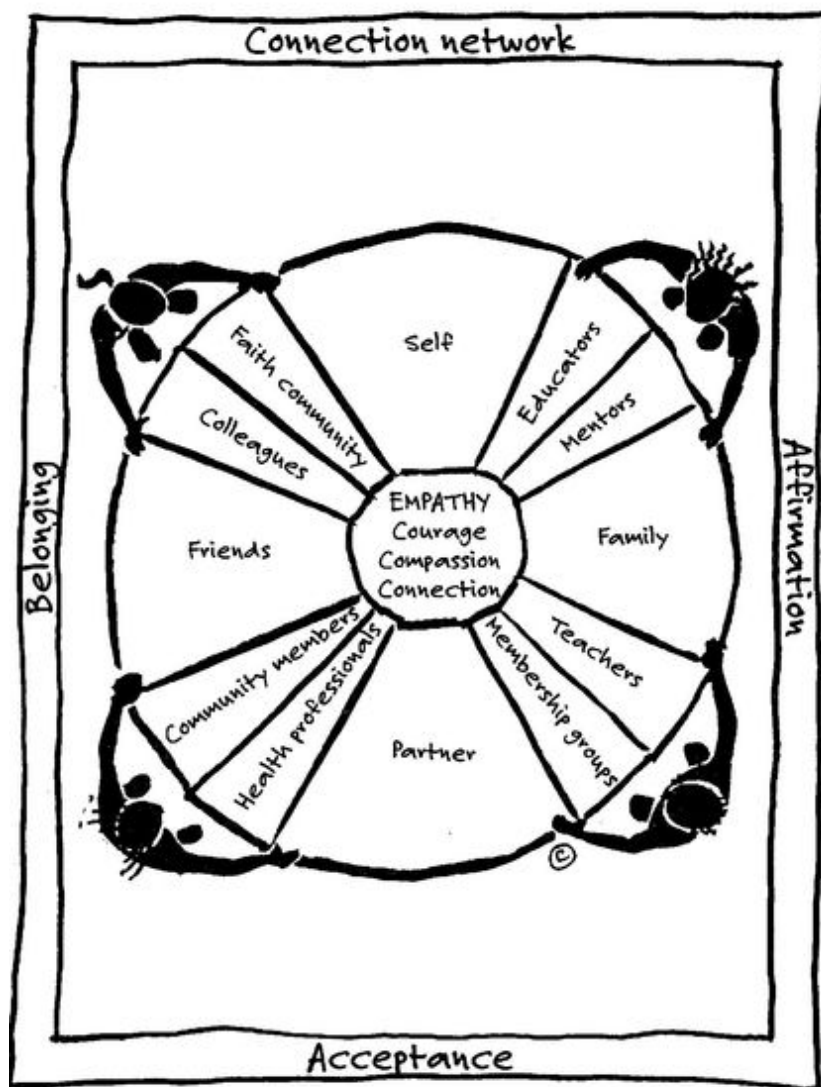 Connection network
Belonging
Affirmation
Self
Faith community
Educators
Colleagues
Mentors
EMPATHY
Courage
Compassion
Connection
Friends
Family
Community members
Teachers
Health professionals
Membership groups
Partner
©
Acceptance